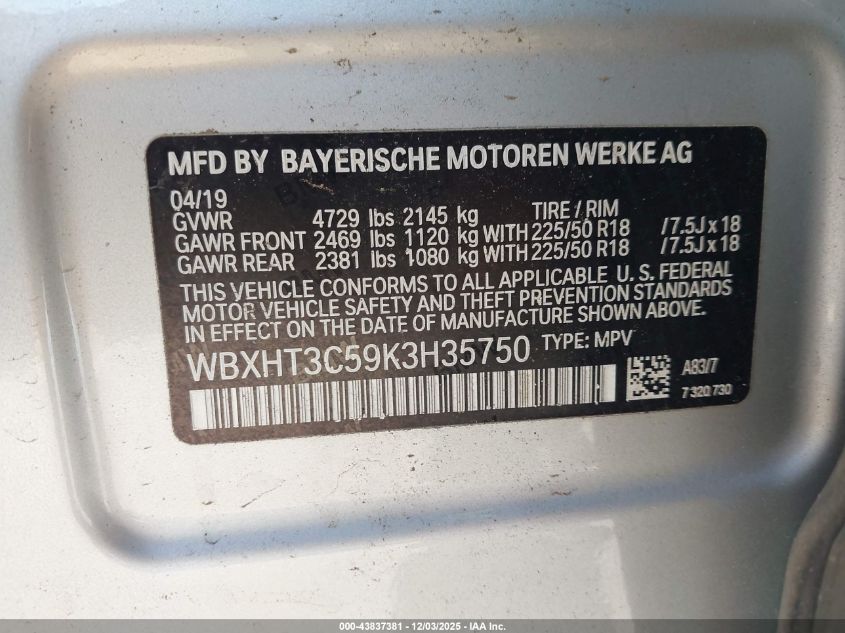 MFD BY BAYERISCHE MOTOREN WERKE AG
04/19 TIRE / RIM
GVWR 4729 lbs 2145 kg
GAWR FRONT 2469 lbs 1120 kg WITH 225/50 R18 /7.5J x 18
GAWR REAR 2381 lbs 1080 kg WITH 225/50 R18 /7.5J x 18
THIS VEHICLE CONFORMS TO ALL APPLICABLE U. S. FEDERAL
MOTOR VEHICLE SAFETY AND THEFT PREVENTION STANDARDS
IN EFFECT ON THE DATE OF MANUFACTURE SHOWN ABOVE.
WBXHT3C59K3H35750 TYPE: MPV
A83/7
7 320 730
000-43837381 - 12/03/2025 - IAA Inc.